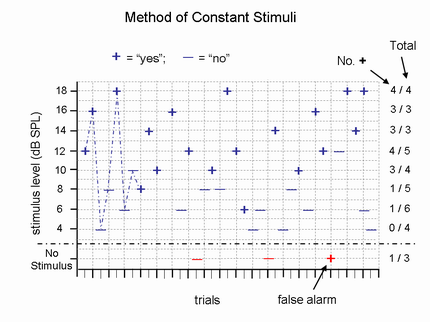 Method of Constant Stimuli
+ = “yes”; — = “no”
No. +
Total
stimulus level (dB SPL)
18 4 / 4
16 3 / 3
14 3 / 3
12 4 / 5
10 3 / 4
8 1 / 5
6 1 / 6
4 0 / 4
No
Stimulus 1 / 3
trials
false alarm